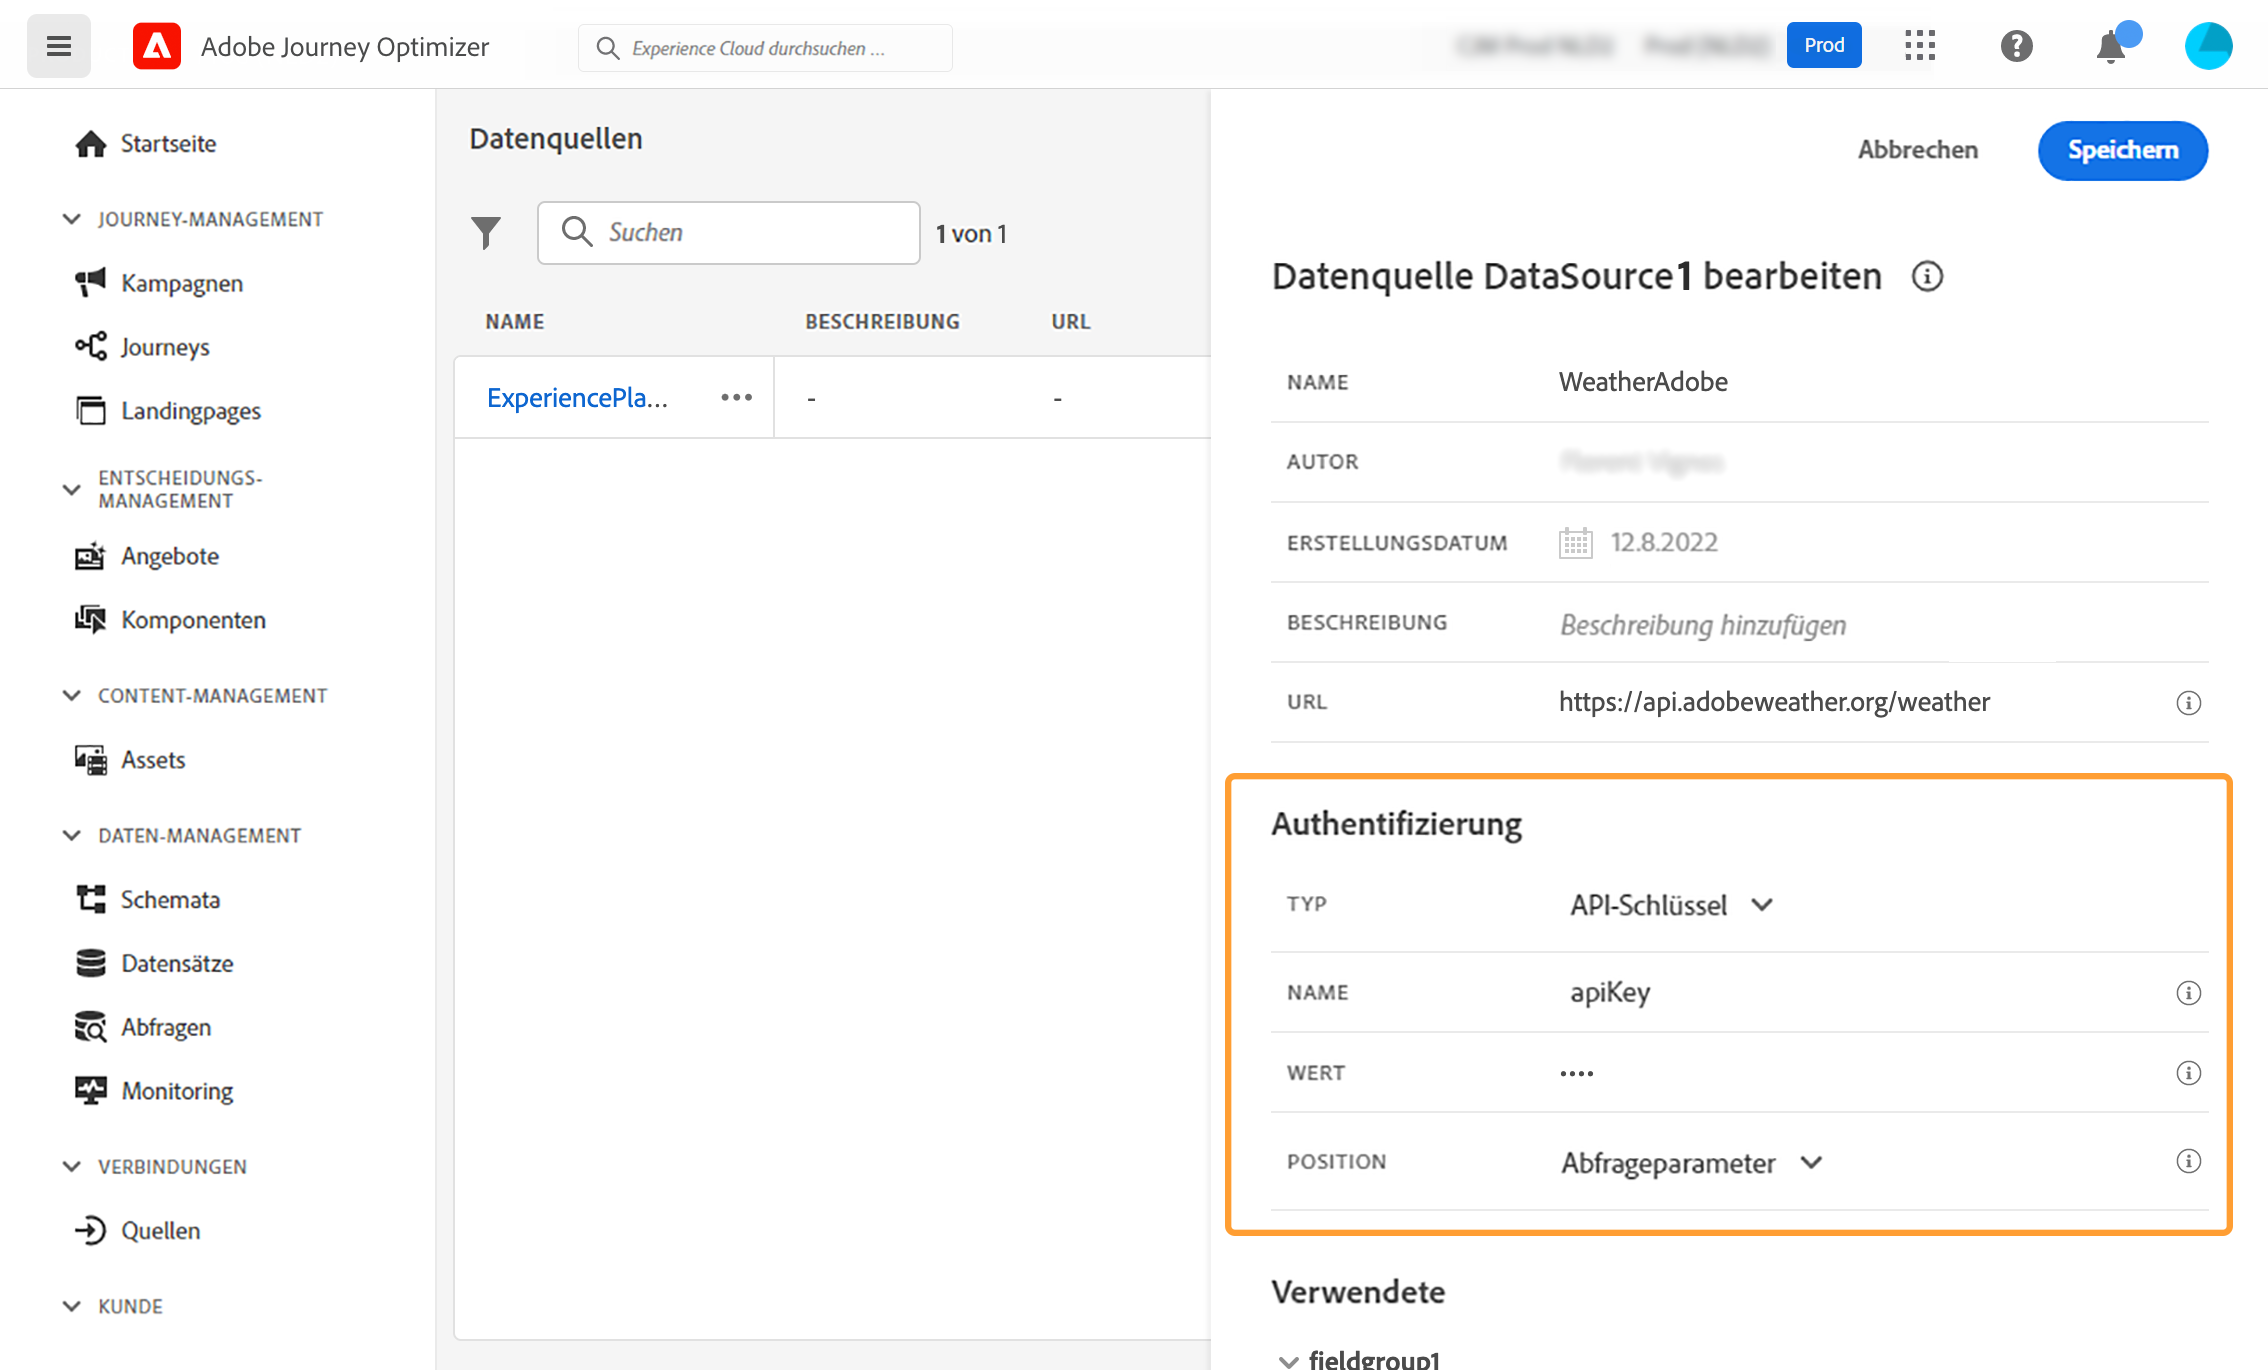 Adobe Journey Optimizer
Experience Cloud durchsuchen ...
Prod
Startseite
JOURNEY-MANAGEMENT
Kampagnen
Journeys
Landingpages
ENTSCHEIDUNGS-
MANAGEMENT
Angebote
Komponenten
CONTENT-MANAGEMENT
Assets
DATEN-MANAGEMENT
Schemata
Datensätze
Abfragen
Monitoring
VERBINDUNGEN
Quellen
KUNDE
Datenquellen
Suchen
1 von 1
NAME BESCHREIBUNG URL
ExperiencePla... - -
Abbrechen
Speichern
Datenquelle DataSource1 bearbeiten
NAME WeatherAdobe
AUTOR
ERSTELLUNGSDATUM 12.8.2022
BESCHREIBUNG Beschreibung hinzufügen
URL https://api.adobeweather.org/weather
Authentifizierung
TYP API-Schlüssel
NAME apiKey
WERT ••••
POSITION Abfrageparameter
Verwendete
fieldgroup1